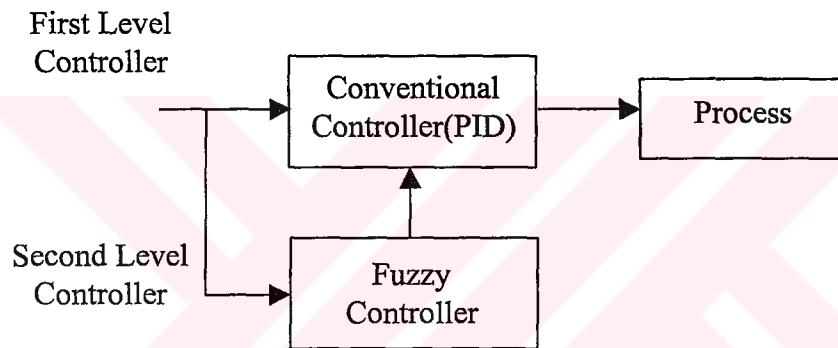 First Level
Controller
Conventional
Controller(PID)
Process
Second Level
Controller
Fuzzy
Controller